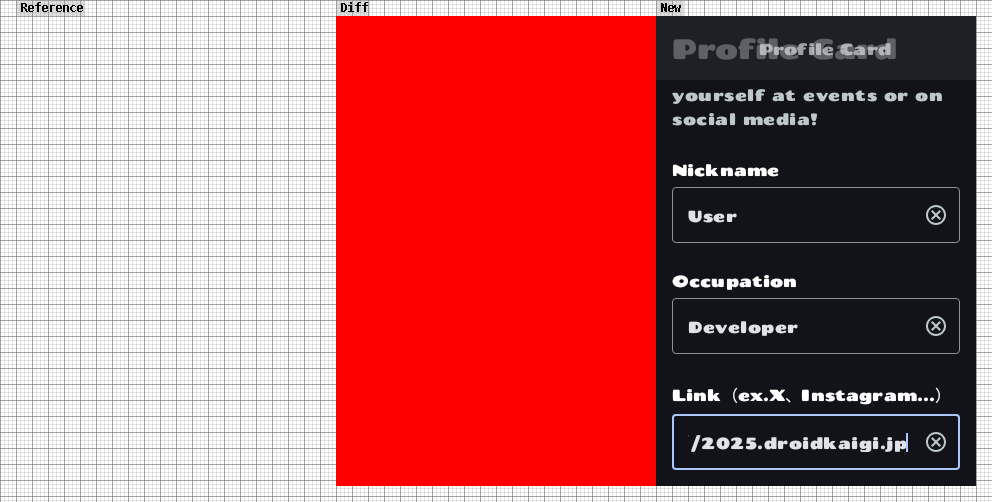 Reference
Diff
New
Profile Card
Profile Card
yourself at events or on
social media!
Nickname
User
Occupation
Developer
Link（ex.X、Instagram...）
/2025.droidkaigi.jp